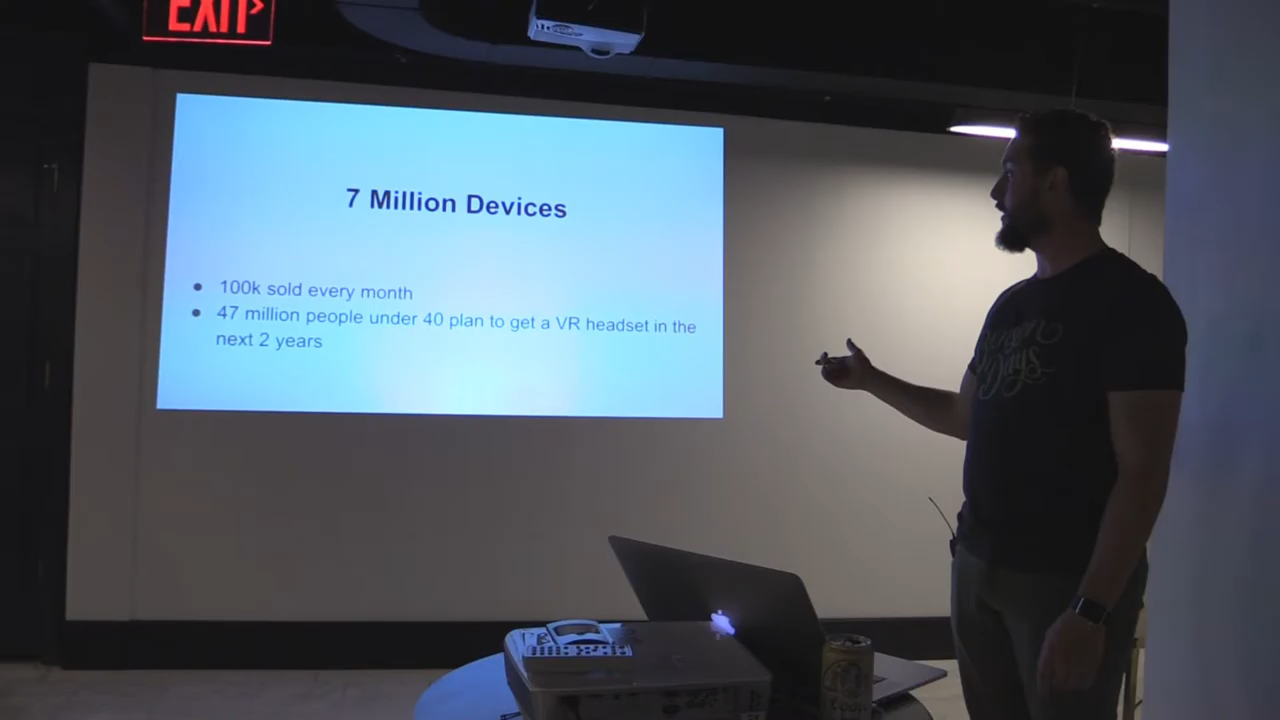 EXIT
7 Million Devices
● 100k sold every month
● 47 million people under 40 plan to get a VR headset in the
next 2 years
Days